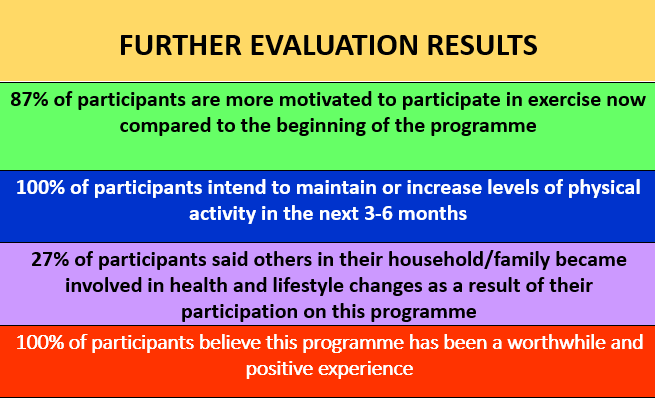 FURTHER EVALUATION RESULTS
87% of participants are more motivated to participate in exercise now
compared to the beginning of the programme
100% of participants intend to maintain or increase levels of physical
activity in the next 3-6 months
27% of participants said others in their household/family became
involved in health and lifestyle changes as a result of their
participation on this programme
100% of participants believe this programme has been a worthwhile and
positive experience